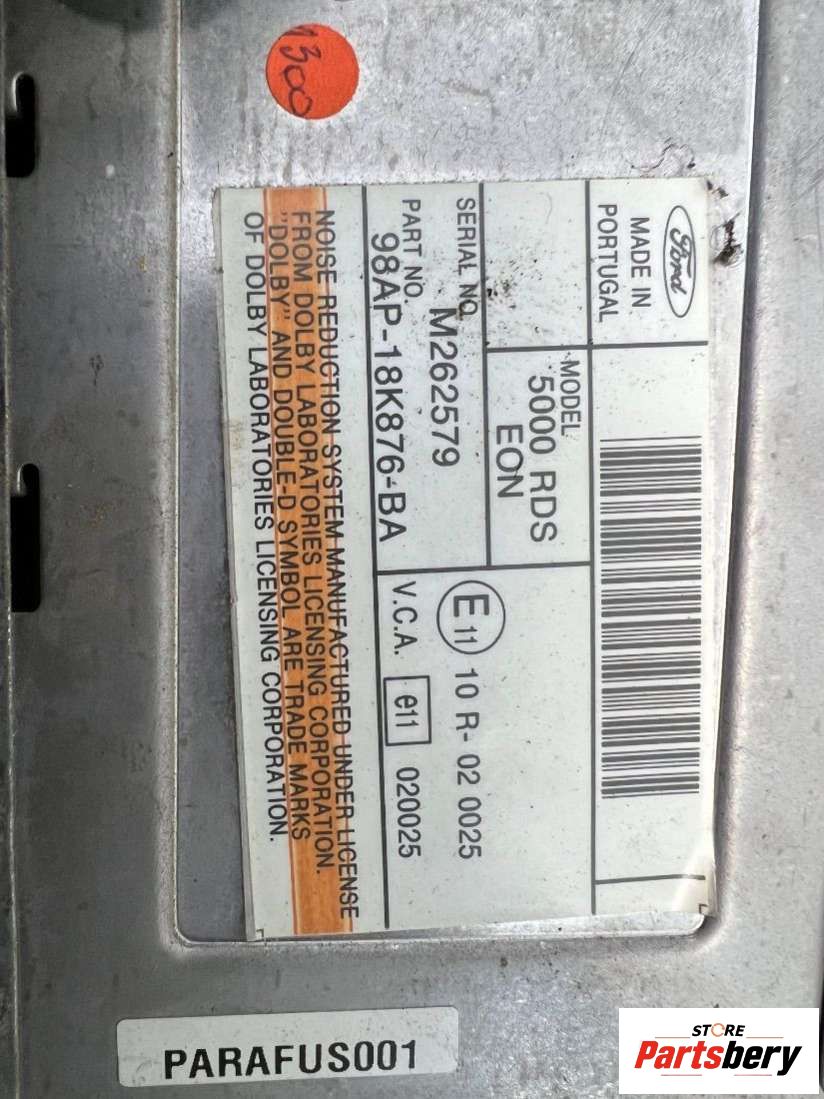 Ford
MADE IN
PORTUGAL
MODEL
5000 RDS
EON
SERIAL NO.
M262579
PART NO.
98AP-18K876-BA
E 11 10 R- 02 0025
V.C.A. e11 020025
NOISE REDUCTION SYSTEM MANUFACTURED UNDER LICENSE
FROM DOLBY LABORATORIES LICENSING CORPORATION.
"DOLBY" AND DOUBLE-D SYMBOL ARE TRADE MARKS
OF DOLBY LABORATORIES LICENSING CORPORATION.
PARAFUS001
STORE
Partsbery